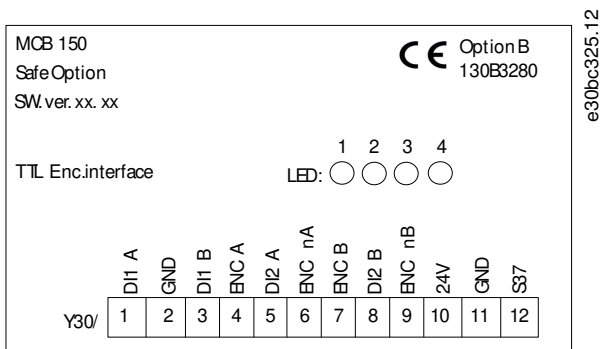 MCB 150
Safe Option
SW. ver. xx. xx
CE Option B
130B3280
e30bc325.12
TTL Enc.interface
1 2 3 4
LED:
DI1 A
GND
DI1 B
ENC A
DI2 A
ENC nA
ENC B
DI2 B
ENC nB
24V
GND
S37
Y30/ 1 2 3 4 5 6 7 8 9 10 11 12